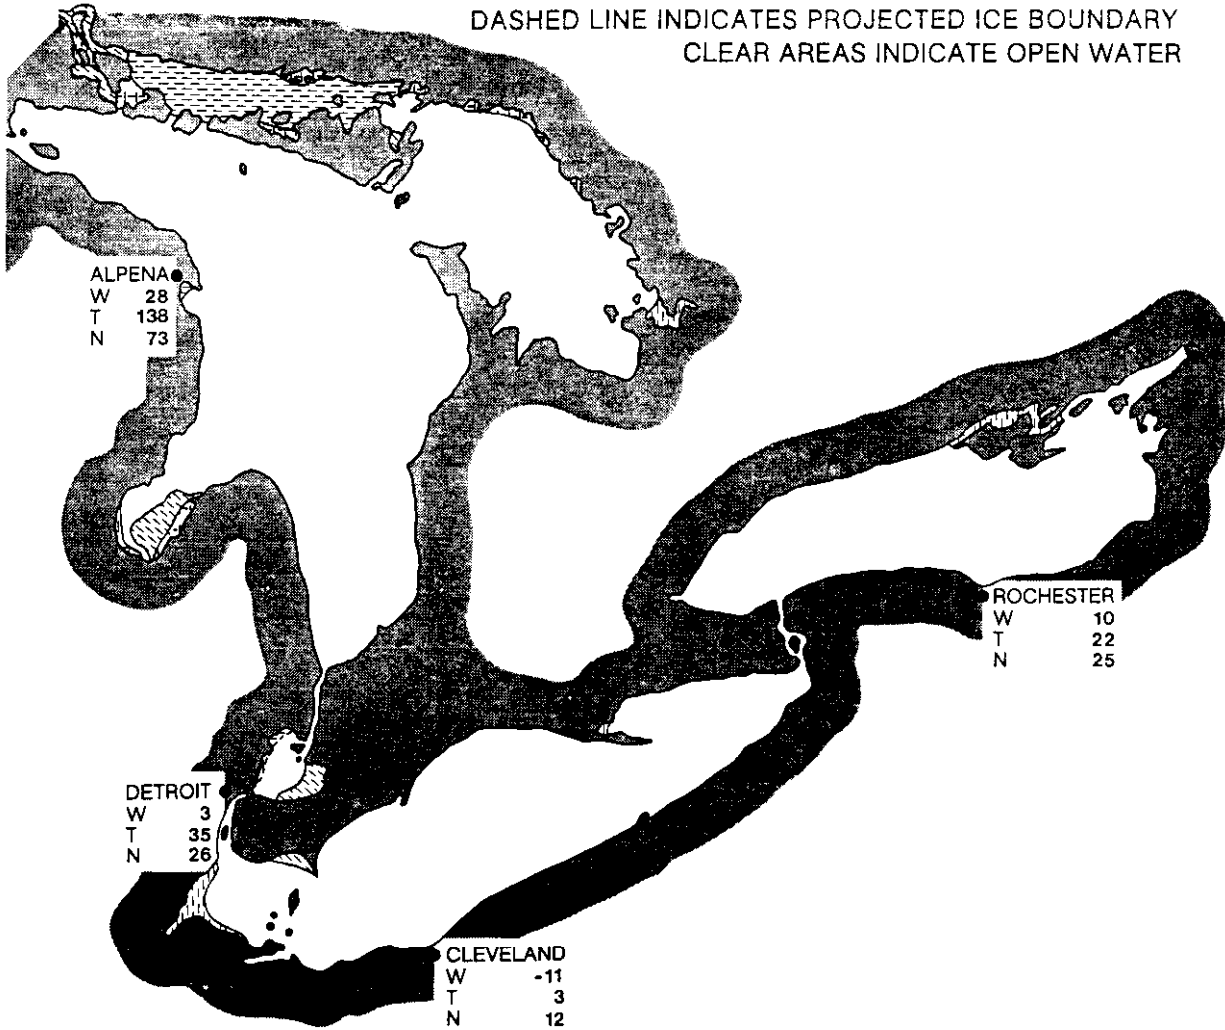 DASHED LINE INDICATES PROJECTED ICE BOUNDARY
CLEAR AREAS INDICATE OPEN WATER
ALPENA
W 28
T 138
N 73
ROCHESTER
W 10
T 22
N 25
DETROIT
W 3
T 35
N 26
CLEVELAND
W -11
T 3
N 12